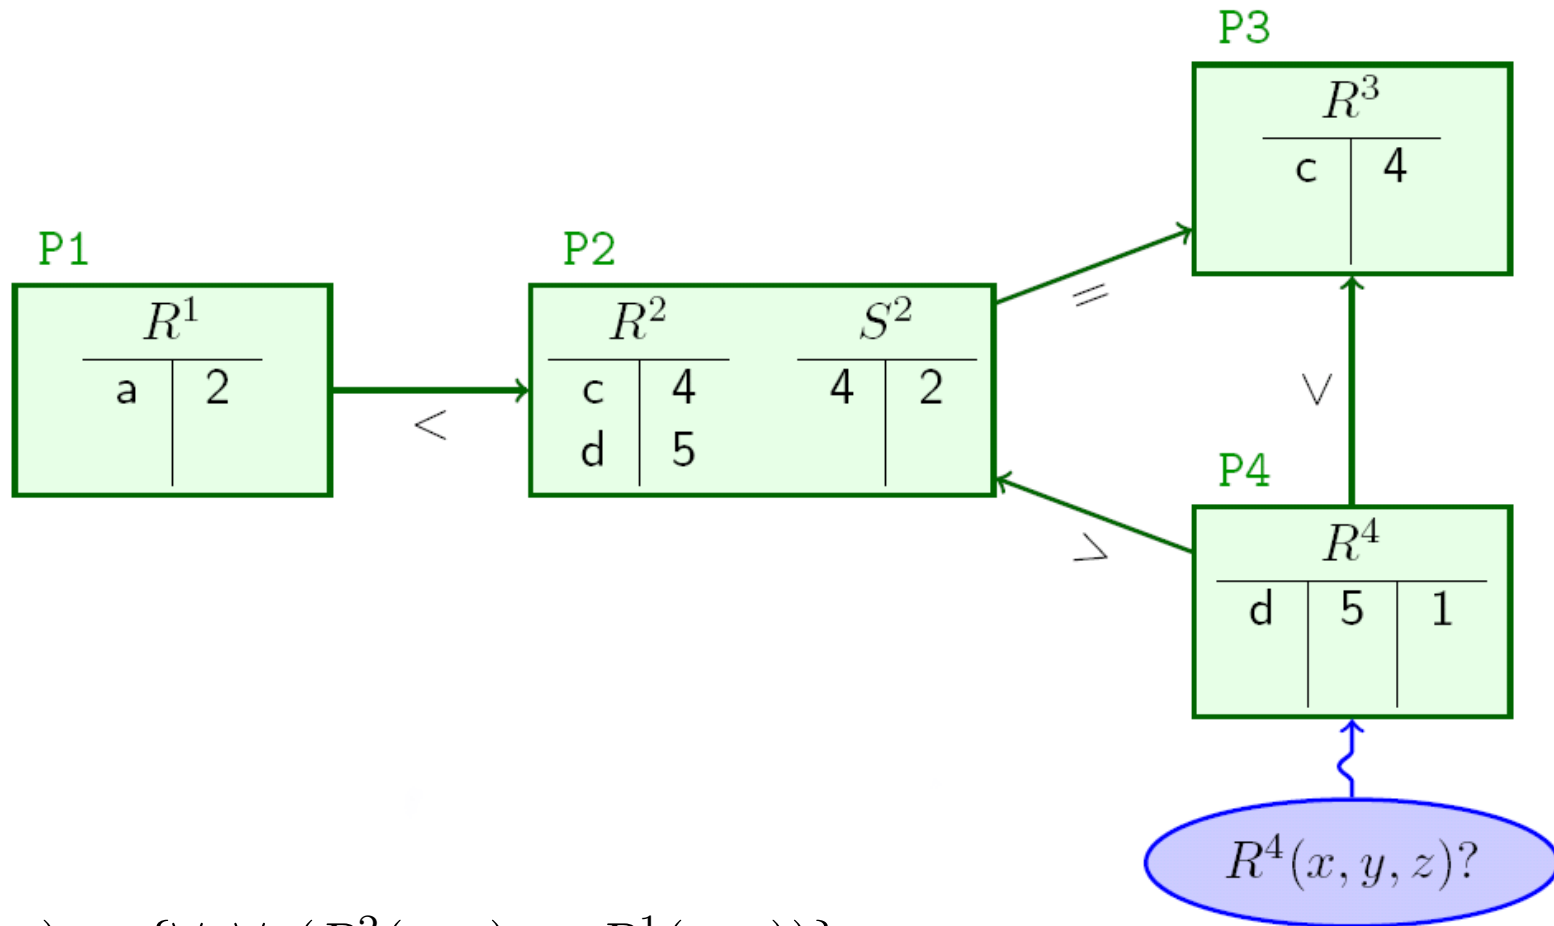 P3
R³
c 4
P1
R¹
a 2
P2
R² S²
c 4 4 2
d 5
<
=
∨
>
P4
R⁴
d 5 1
R⁴(x, y, z)?